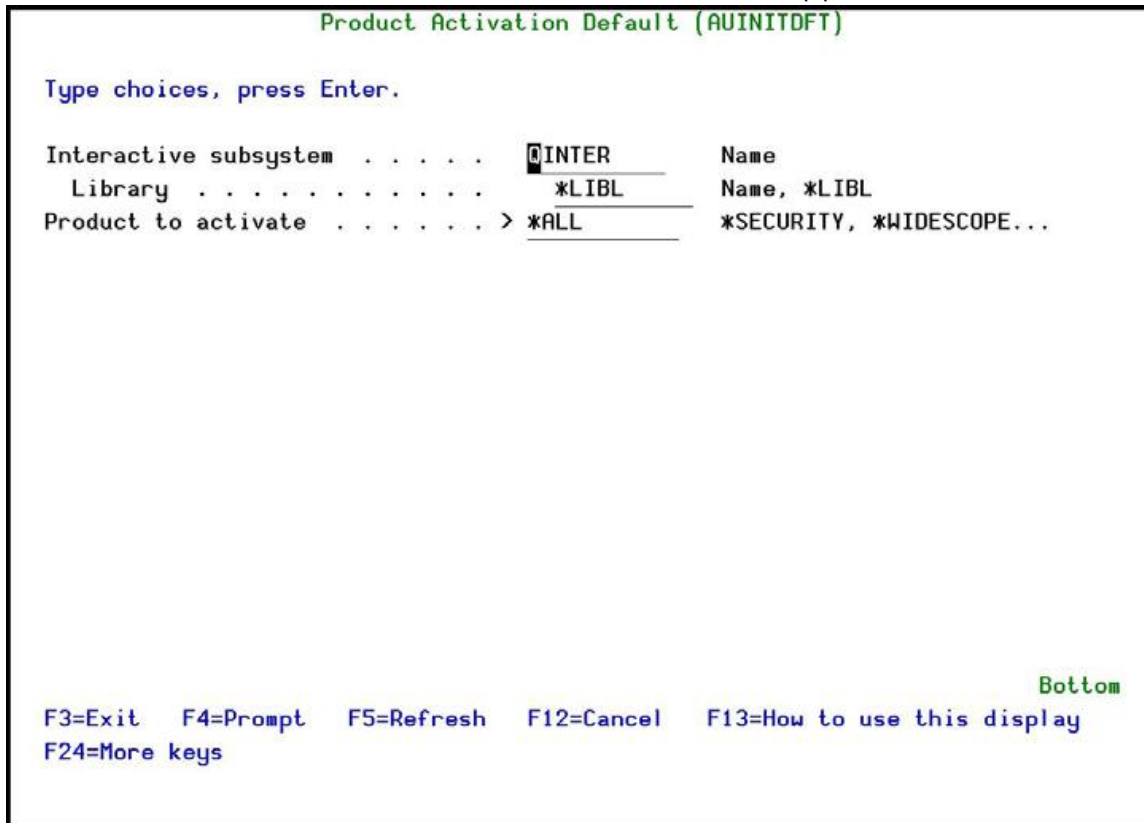 Product Activation Default (AUINITDFT)
Type choices, press Enter.
Interactive subsystem . . . . . QINTER Name
Library . . . . . . . . . . . *LIBL Name, *LIBL
Product to activate . . . . . . > *ALL *SECURITY, *WIDESCOPE...
Bottom
F3=Exit F4=Prompt F5=Refresh F12=Cancel F13=How to use this display
F24=More keys